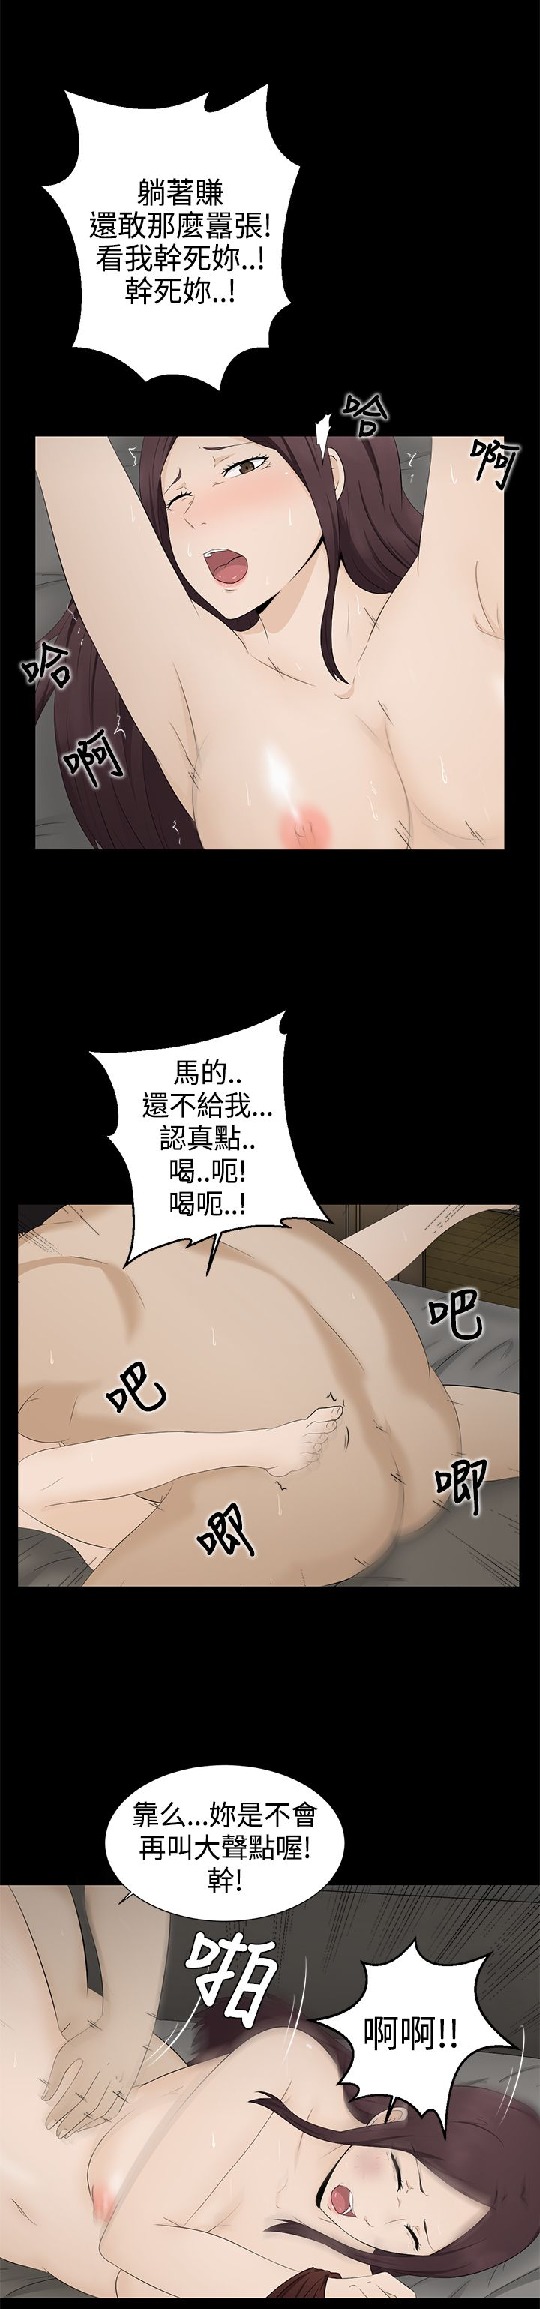 躺著賺
還敢那麼囂張!
看我幹死妳..!
幹死妳..!
哈
啊
哈
啊
馬的..
還不給我...
認真點..
喝..呃!
喝呃..!
吧
吧
唧
唧
靠么...妳是不會
再叫大聲點喔!
幹!
啪
啊啊!!